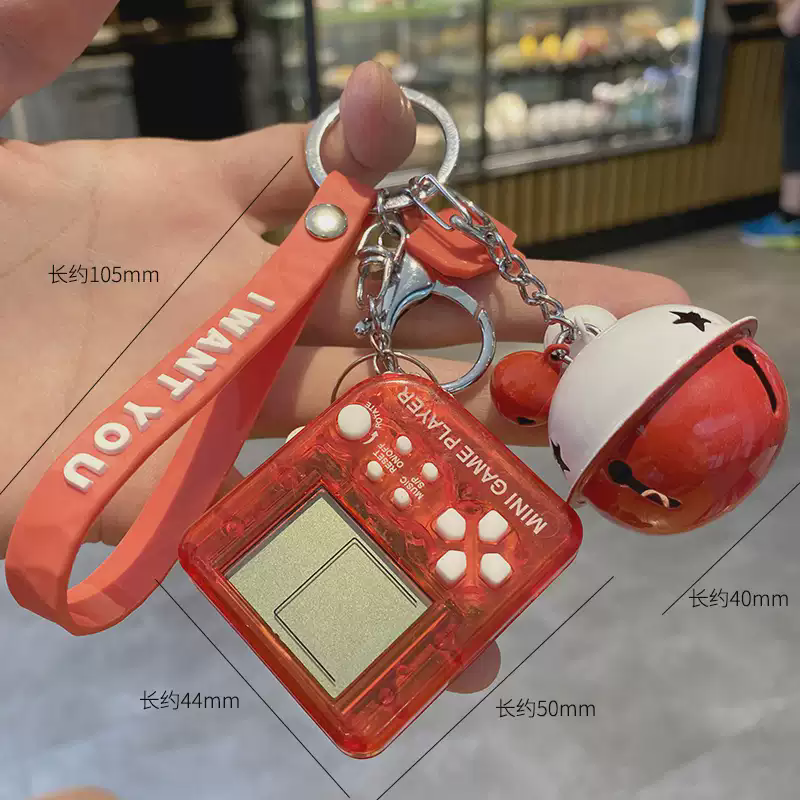 长约105mm
I WANT YOU
MINI GAME PLAYER
ROTATE
ON/OFF
RESET
S/P
MUSIC
长约40mm
长约44mm
长约50mm